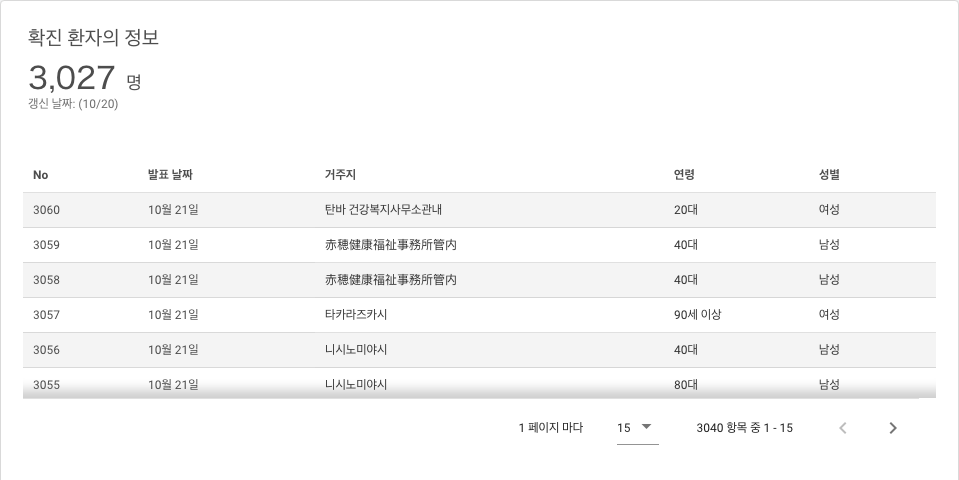 확진 환자의 정보
3,027 명
갱신 날짜: (10/20)
No 발표 날짜 거주지 연령 성별
3060 10월 21일 탄바 건강복지사무소관내 20대 여성
3059 10월 21일 赤穂健康福祉事務所管内 40대 남성
3058 10월 21일 赤穂健康福祉事務所管内 40대 남성
3057 10월 21일 타카라즈카시 90세 이상 여성
3056 10월 21일 니시노미야시 40대 남성
3055 10월 21일 니시노미야시 80대 남성
1 페이지 마다 15 3040 항목 중 1 - 15